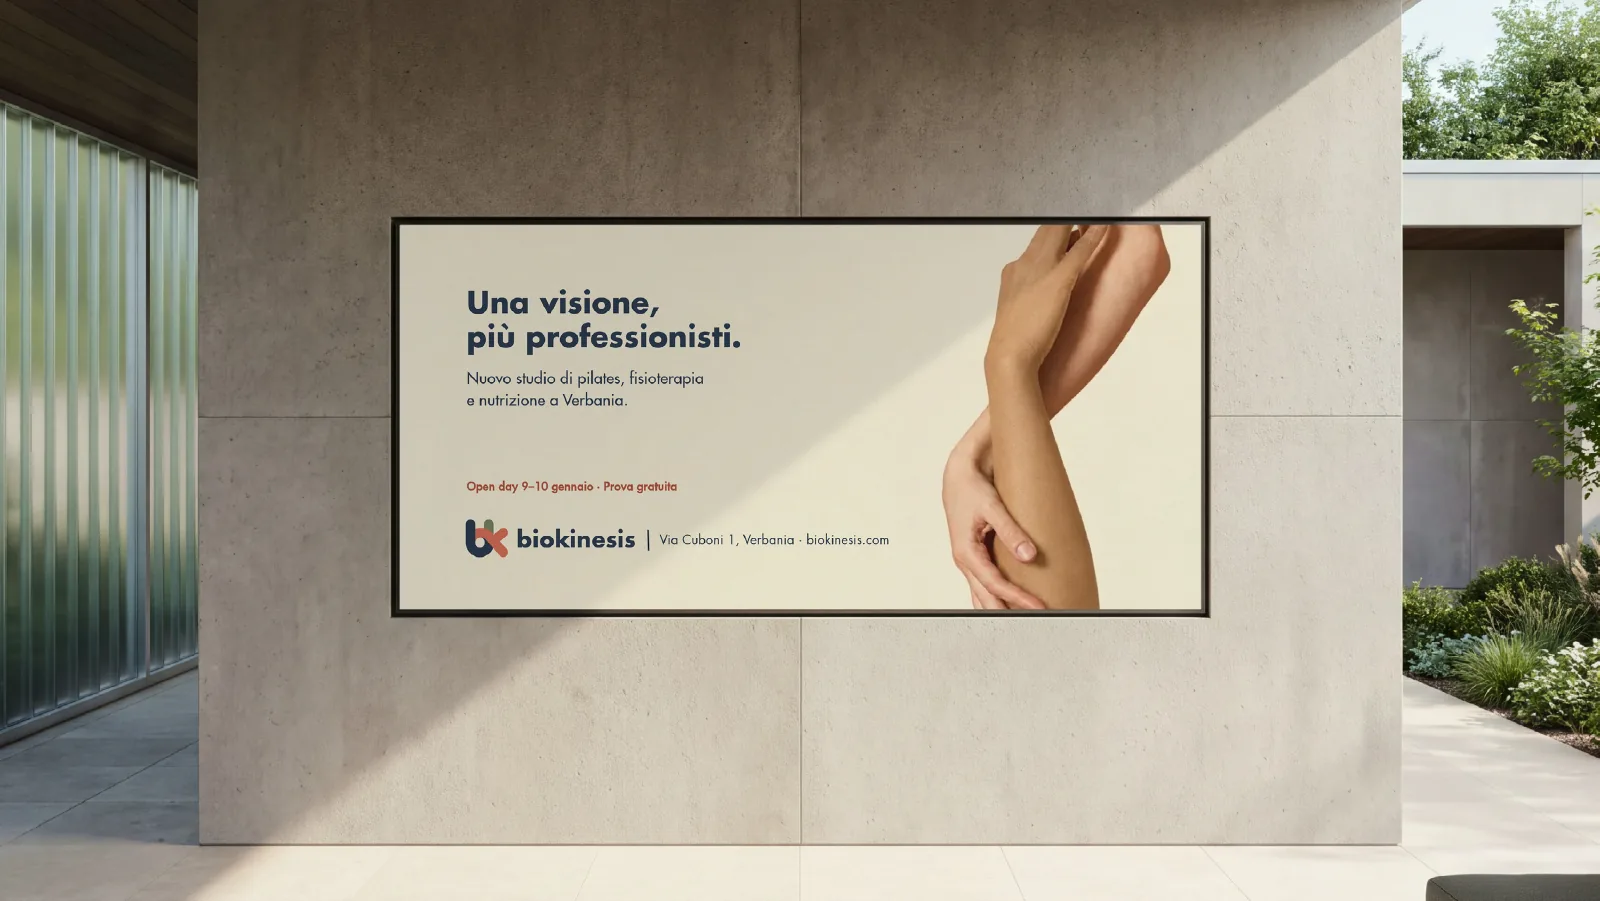 Una visione,
più professionisti.
Nuovo studio di pilates, fisioterapia
e nutrizione a Verbania.
Open day 9–10 gennaio · Prova gratuita
bk biokinesis | Via Cuboni 1, Verbania · biokinesis.com